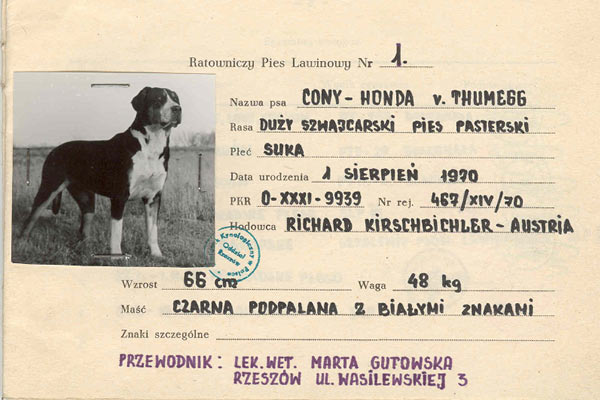 Ratowniczy Pies Lawinowy Nr 1.
Nazwa psa CONY-HONDA v. THUMEGG
Rasa DUŻY SZWAJCARSKI PIES PASTERSKI
Płeć SUKA
Data urodzenia 1 SIERPIEŃ 1970
PKR O-XXXI-9939 Nr rej. 467/XIV/70
Hodowca RICHARD KIRSCHBICHLER-AUSTRIA
Oddział
Rzeszów
Wzrost 66 cm Waga 48 kg
Maść CZARNA PODPALANA Z BIAŁYMI ZNAKAMI
Znaki szczególne
PRZEWODNIK: LEK.WET. MARTA GUTOWSKA
RZESZÓW UL.WASILEWSKIEJ 3